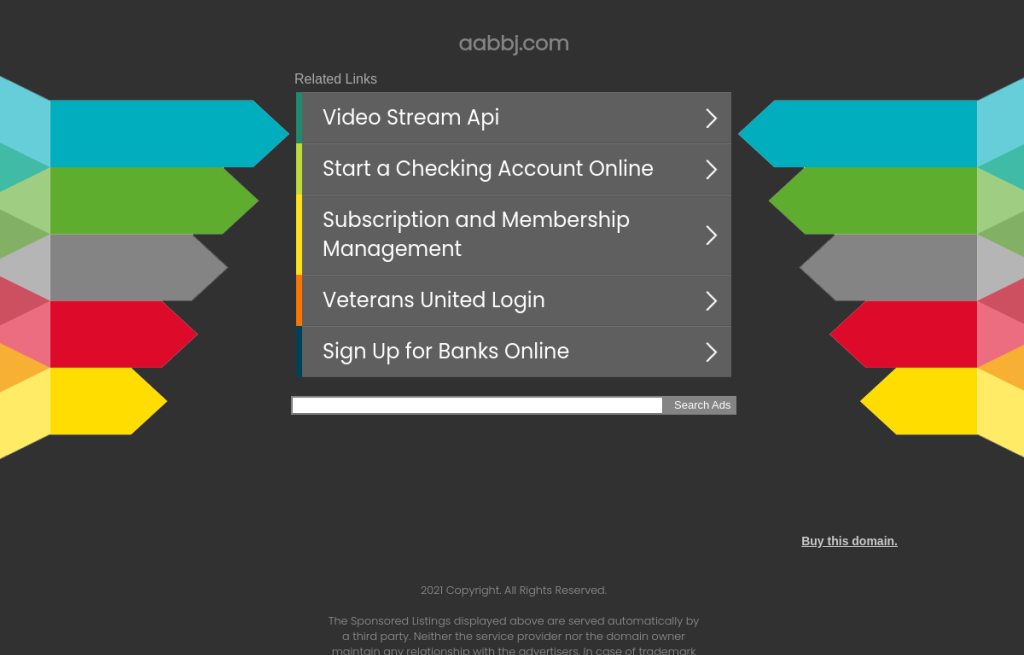 aabbj.com
Related Links
Video Stream Api
Start a Checking Account Online
Subscription and Membership
Management
Veterans United Login
Sign Up for Banks Online
Search Ads
Buy this domain.
2021 Copyright. All Rights Reserved.
The Sponsored Listings displayed above are served automatically by
a third party. Neither the service provider nor the domain owner
maintain any relationship with the advertisers. In case of trademark